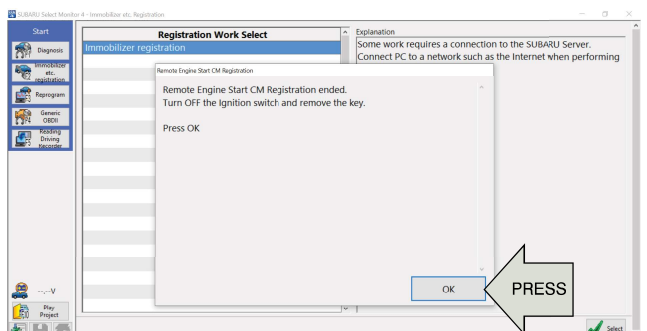 SUBARU Select Monitor 4 - Immobilizer etc. Registration
Start
Diagnosis
Immobilizer
etc.
registration
Reprogram
Generic
OBDII
Reading
Driving
Recorder
--.--V
Play
Project
Registration Work Select
Immobilizer registration
Explanation
Some work requires a connection to the SUBARU Server.
Connect PC to a network such as the Internet when performing
Remote Engine Start CM Registration
Remote Engine Start CM Registration ended.
Turn OFF the Ignition switch and remove the key.
Press OK
OK
PRESS
Select